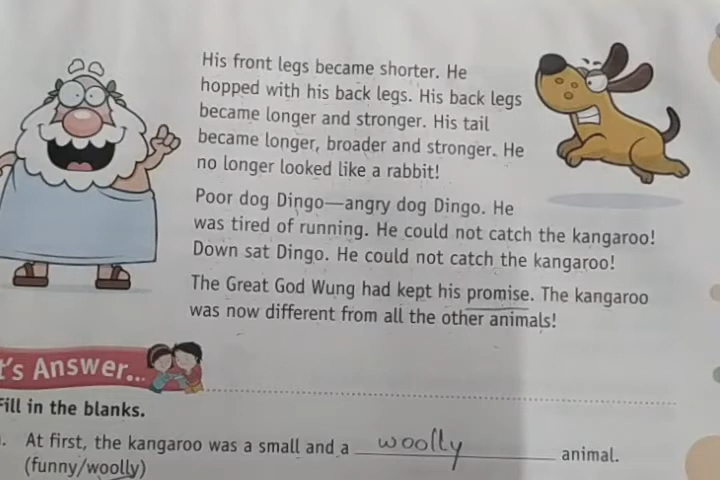 His front legs became shorter. He
hopped with his back legs. His back legs
became longer and stronger. His tail
became longer, broader and stronger. He
no longer looked like a rabbit!
Poor dog Dingo—angry dog Dingo. He
was tired of running. He could not catch the kangaroo!
Down sat Dingo. He could not catch the kangaroo!
The Great God Wung had kept his promise. The kangaroo
was now different from all the other animals!
t's Answer...
Fill in the blanks.
. At first, the kangaroo was a small and a woolly animal.
(funny/woolly)